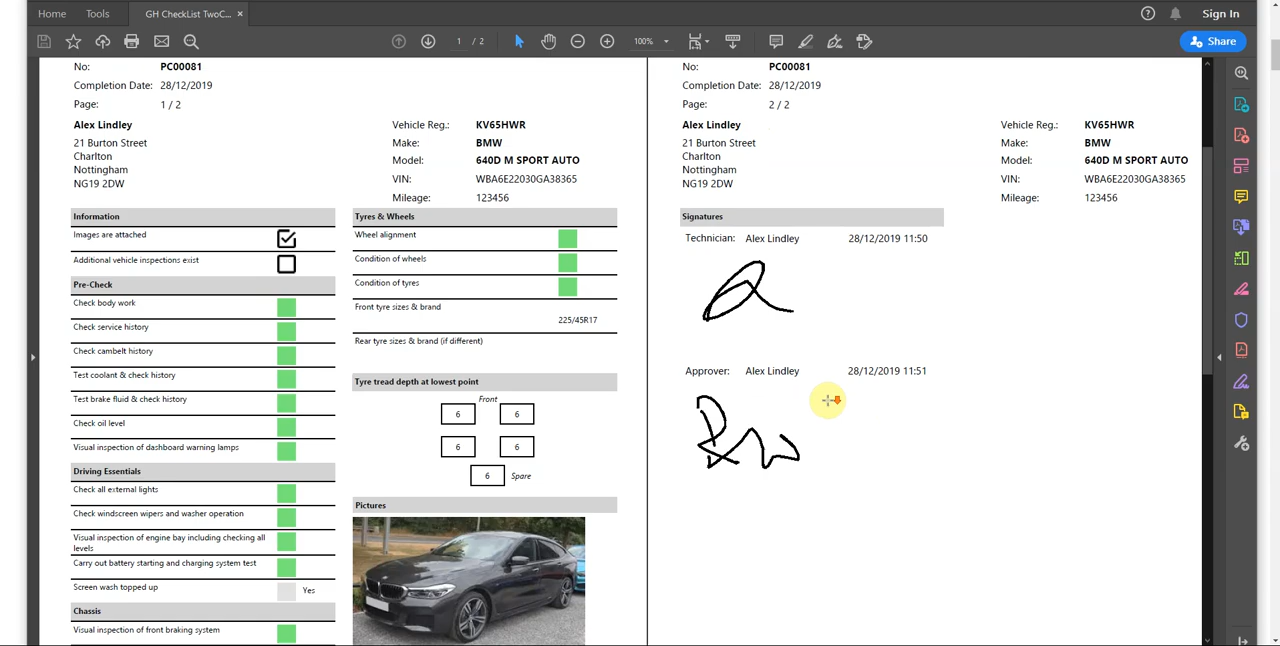 Home Tools GH CheckList TwoC... × Sign In
1 / 2 100% Share
No: PC00081
Completion Date: 28/12/2019
Page: 1 / 2
Alex Lindley
21 Burton Street
Charlton
Nottingham
NG19 2DW
Vehicle Reg.: KV65HWR
Make: BMW
Model: 640D M SPORT AUTO
VIN: WBA6E22030GA38365
Mileage: 123456
Information
Images are attached
Additional vehicle inspections exist
Pre-Check
Check body work
Check service history
Check cambelt history
Test coolant & check history
Test brake fluid & check history
Check oil level
Visual inspection of dashboard warning lamps
Driving Essentials
Check all external lights
Check windscreen wipers and washer operation
Visual inspection of engine bay including checking all
levels
Carry out battery starting and charging system test
Screen wash topped up Yes
Chassis
Visual inspection of front braking system
Tyres & Wheels
Wheel alignment
Condition of wheels
Condition of tyres
Front tyre sizes & brand
225/45R17
Rear tyre sizes & brand (if different)
Tyre tread depth at lowest point
Front
6 6
6 6
6 Spare
Pictures
No: PC00081
Completion Date: 28/12/2019
Page: 2 / 2
Alex Lindley
21 Burton Street
Charlton
Nottingham
NG19 2DW
Vehicle Reg.: KV65HWR
Make: BMW
Model: 640D M SPORT AUTO
VIN: WBA6E22030GA38365
Mileage: 123456
Signatures
Technician: Alex Lindley 28/12/2019 11:50
Approver: Alex Lindley 28/12/2019 11:51